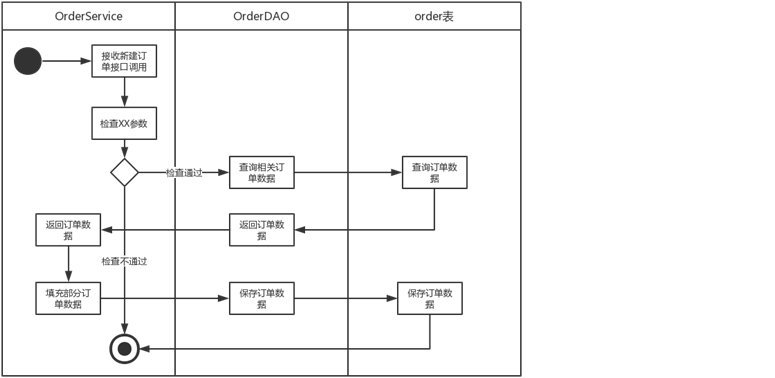 OrderService
OrderDAO
order表
接收新建订
单接口调用
检查XX参数
检查通过
查询相关订
单数据
查询订单数
据
返回订单数
据
返回订单数
据
检查不通过
填充部分订
单数据
保存订单数
据
保存订单数
据